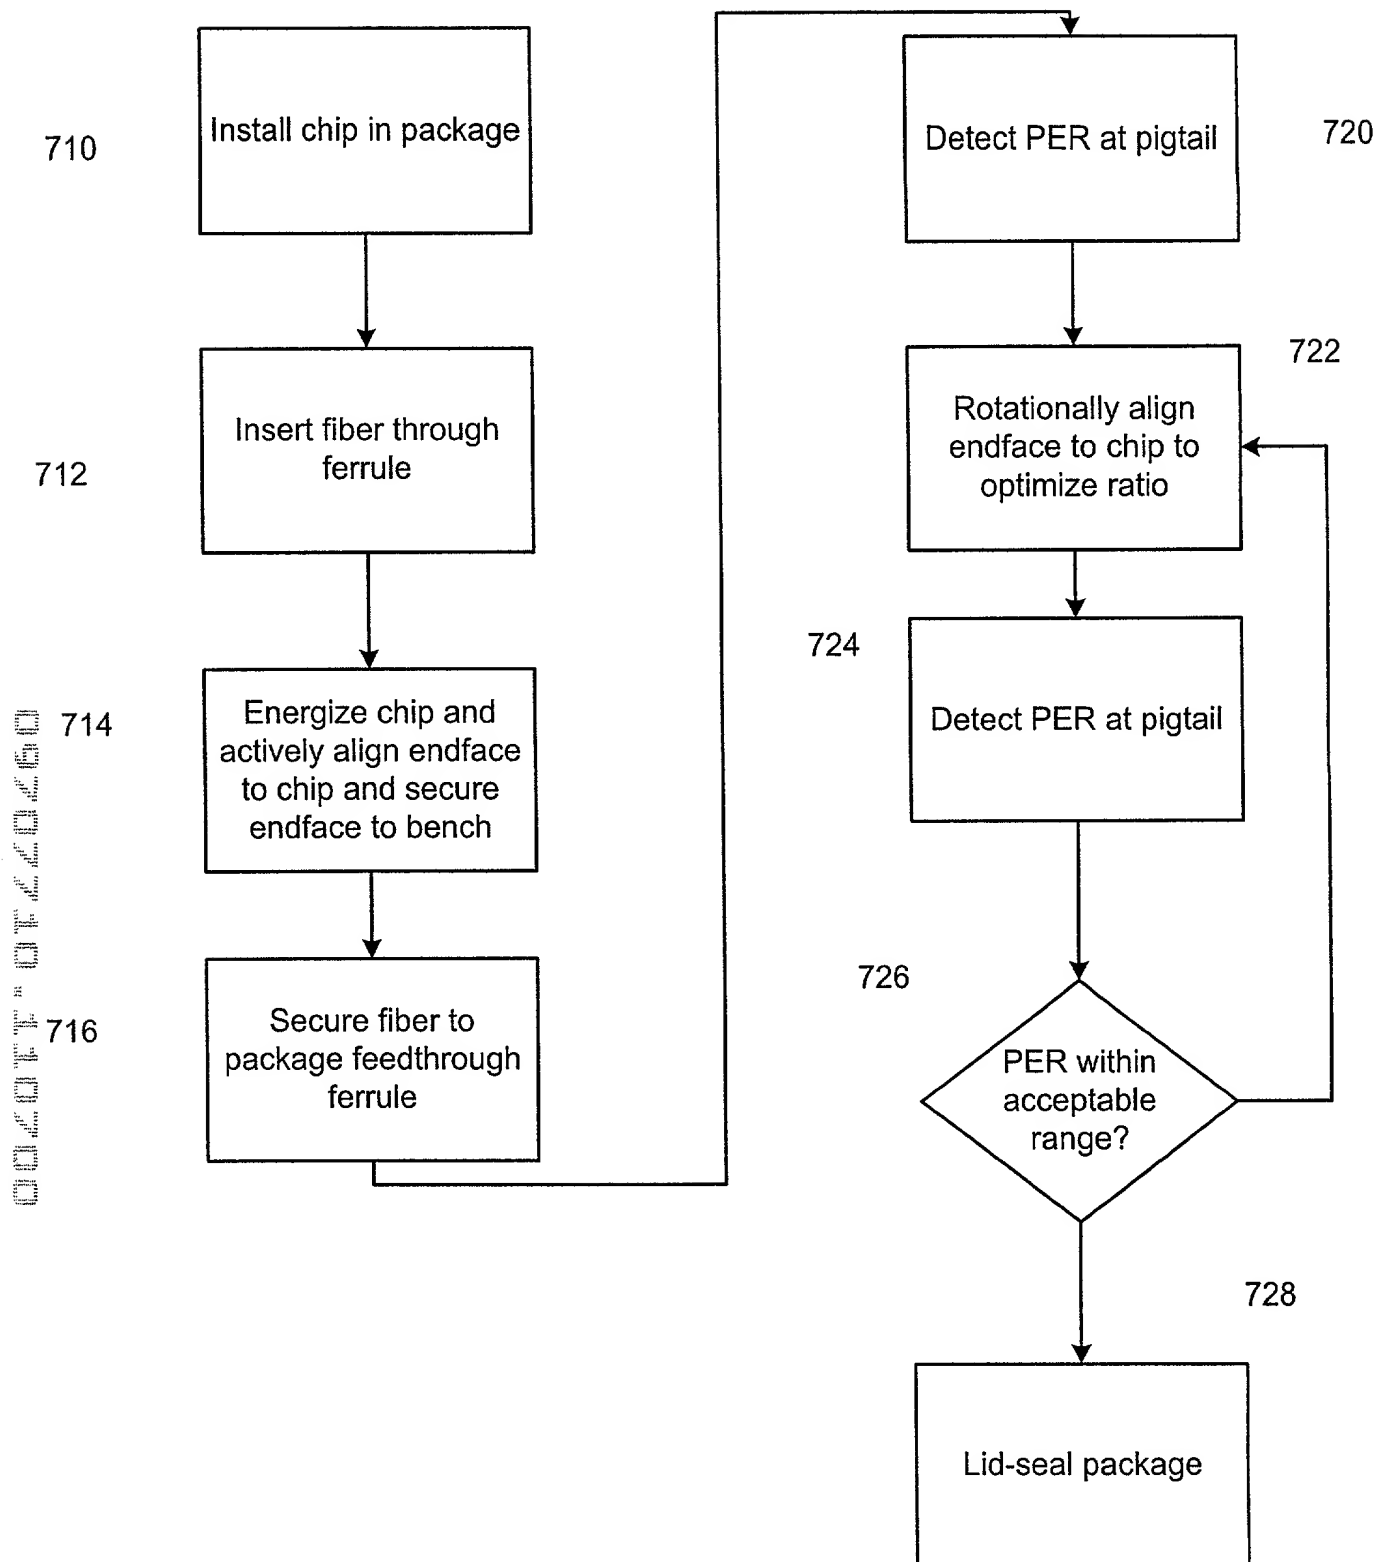 710
Install chip in package
712
Insert fiber through
ferrule
714
Energize chip and
actively align endface
to chip and secure
endface to bench
716
Secure fiber to
package feedthrough
ferrule
720
Detect PER at pigtail
722
Rotationally align
endface to chip to
optimize ratio
724
Detect PER at pigtail
726
PER within
acceptable
range?
728
Lid-seal package